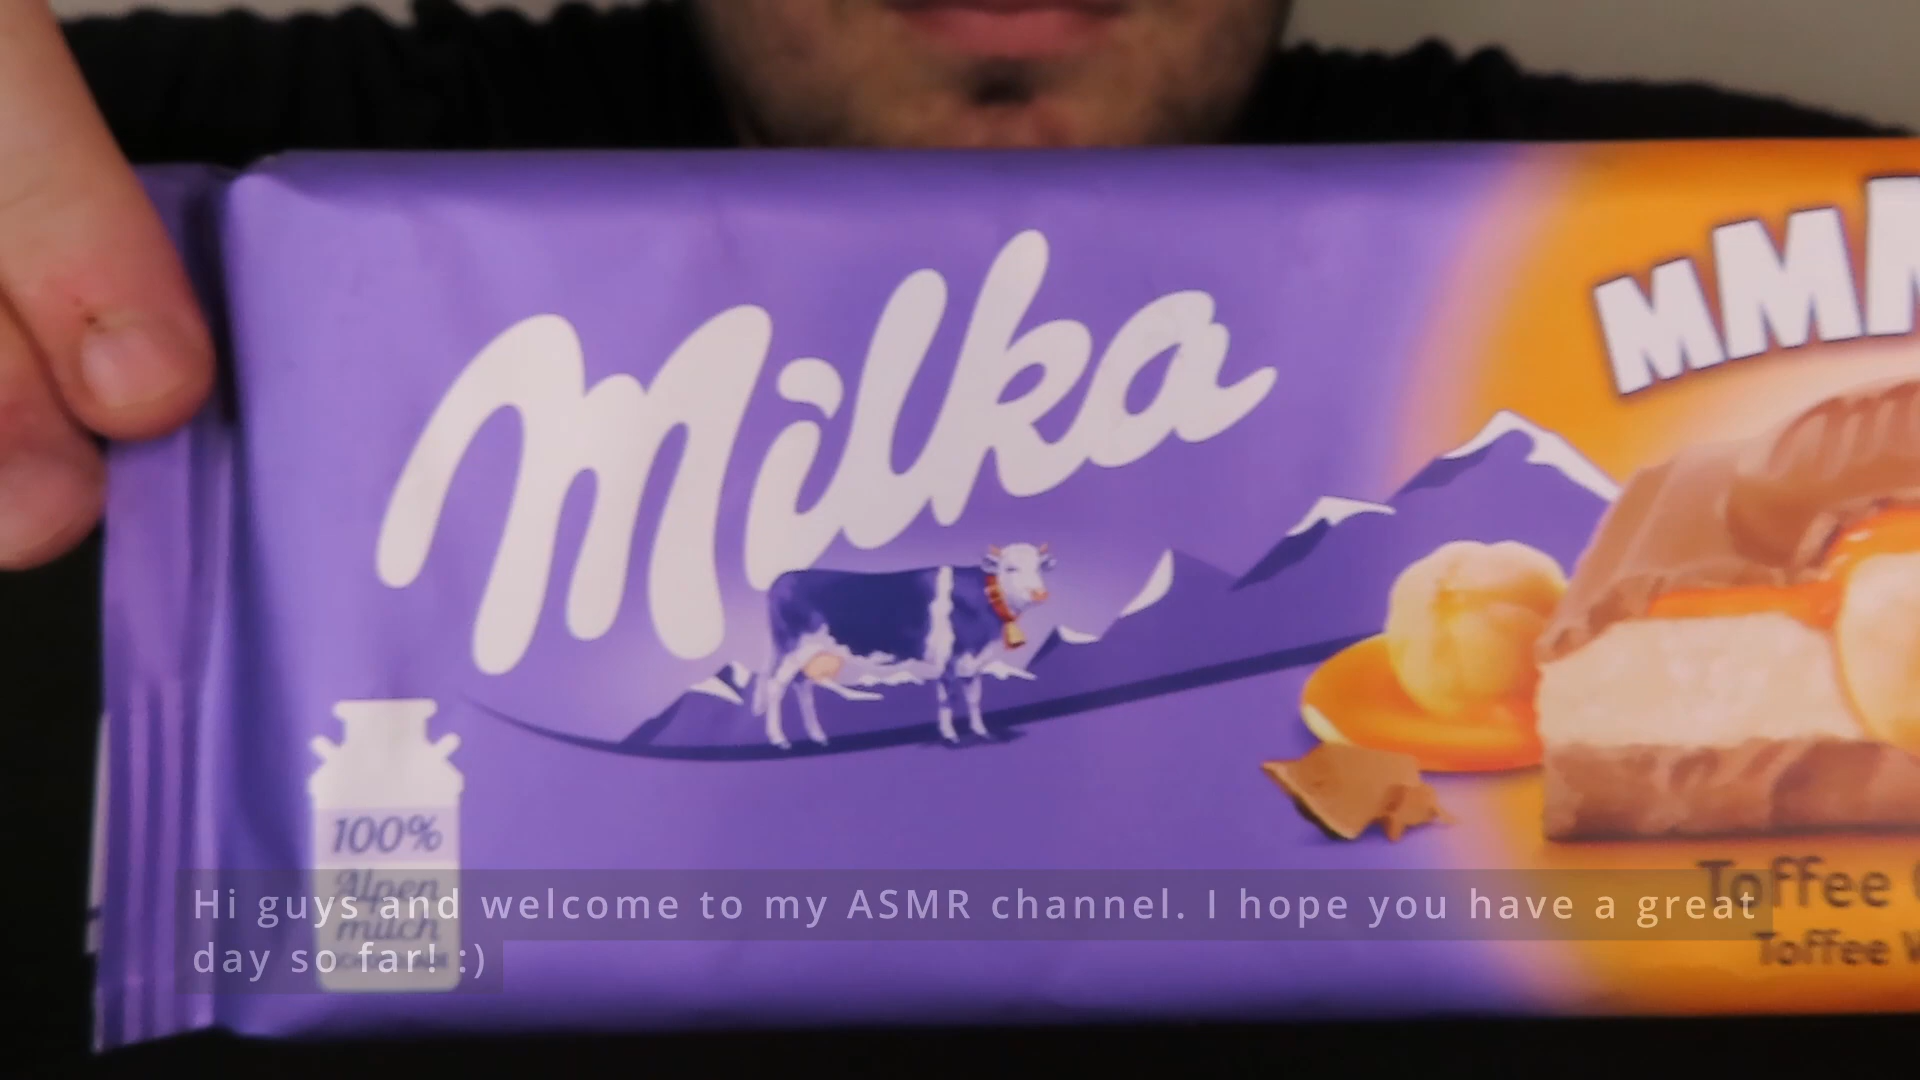 Milka
MMM
100%
Alpen
milch
Toffee
Toffee
Hi guys and welcome to my ASMR channel. I hope you have a great
day so far! :)